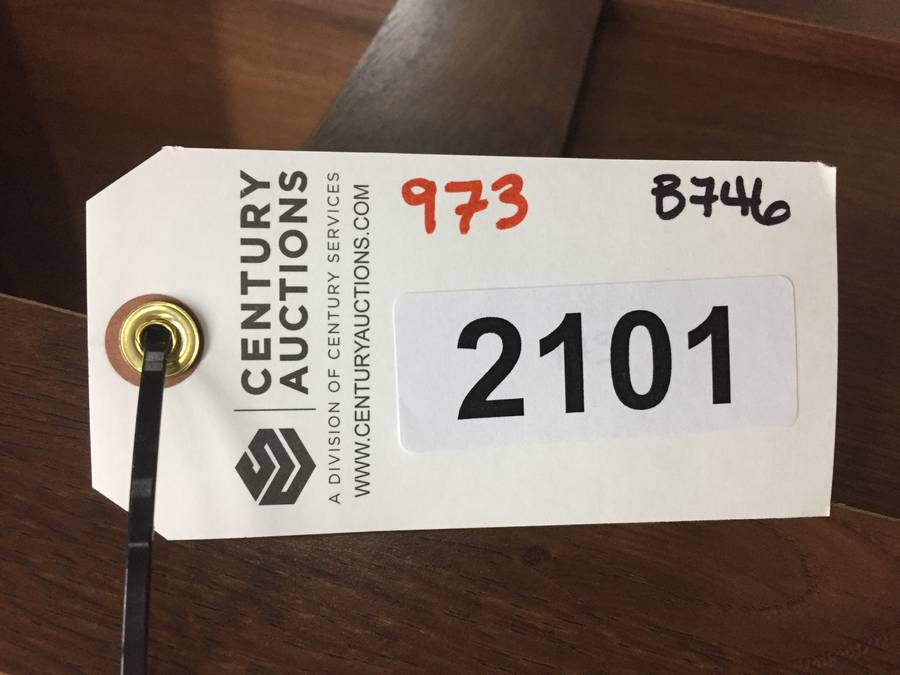 CENTURY
AUCTIONS
A DIVISION OF CENTURY SERVICES
WWW.CENTURYAUCTIONS.COM
973
B746
2101